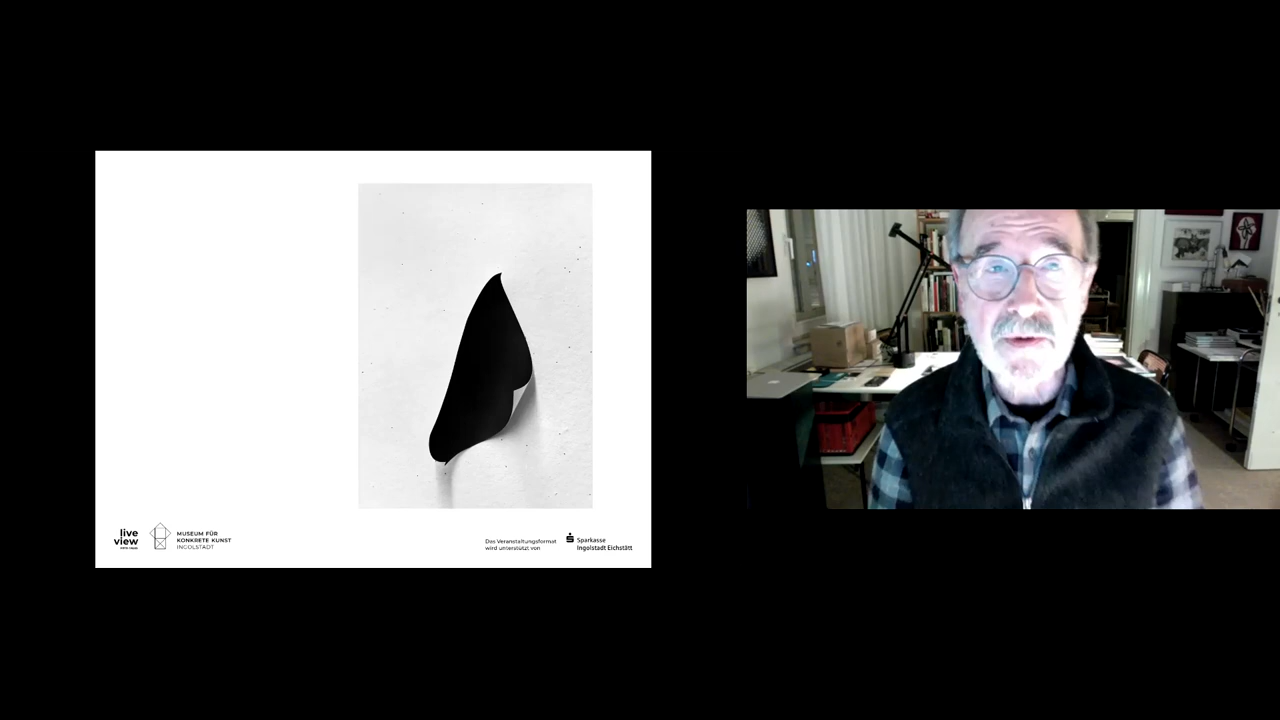 live
view
MUSEUM FÜR
KONKRETE KUNST
INGOLSTADT
Das Veranstaltungsformat
wird unterstützt von
Sparkasse
Ingolstadt Eichstätt